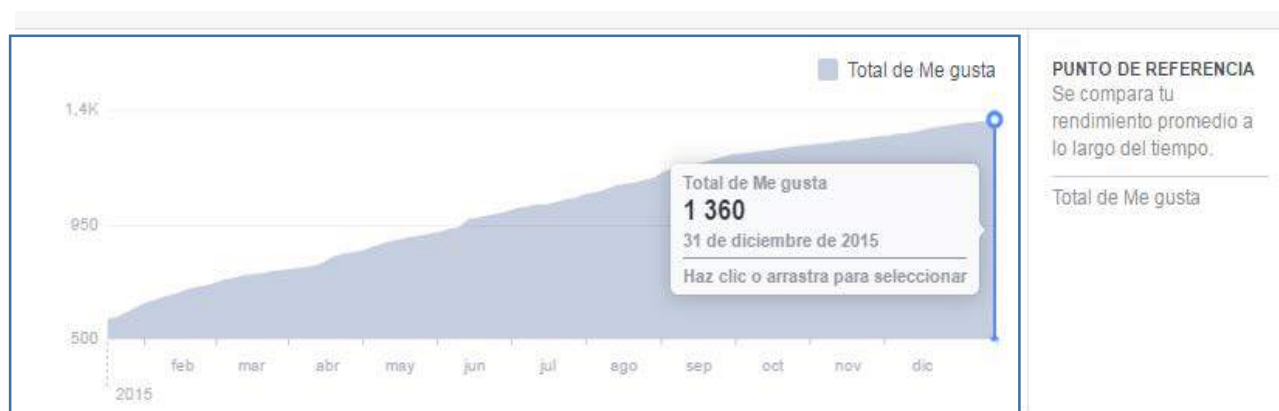 Total de Me gusta
1,4K
950
500
Total de Me gusta
1 360
31 de diciembre de 2015
Haz clic o arrastra para seleccionar
feb mar abr may jun jul ago sep oct nov dic
2015
PUNTO DE REFERENCIA
Se compara tu
rendimiento promedio a
lo largo del tiempo.
Total de Me gusta